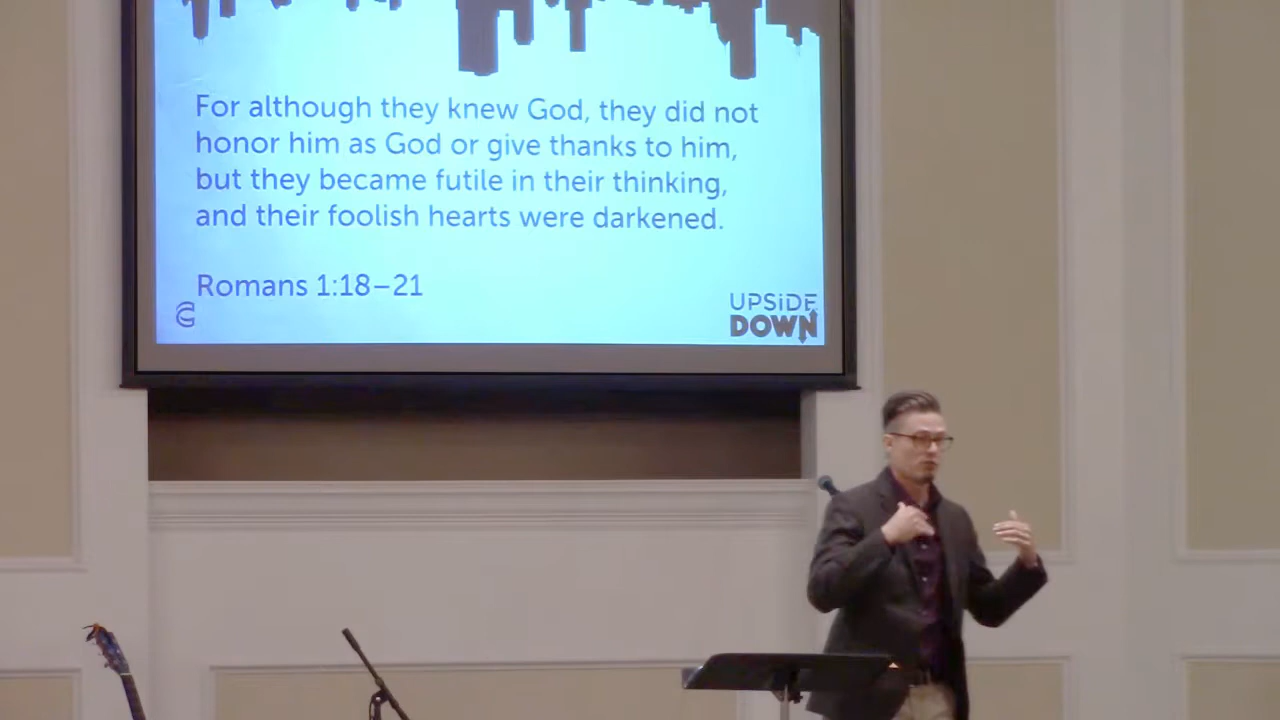 For although they knew God, they did not
honor him as God or give thanks to him,
but they became futile in their thinking,
and their foolish hearts were darkened.
Romans 1:18–21
UPSiDE
DOWN